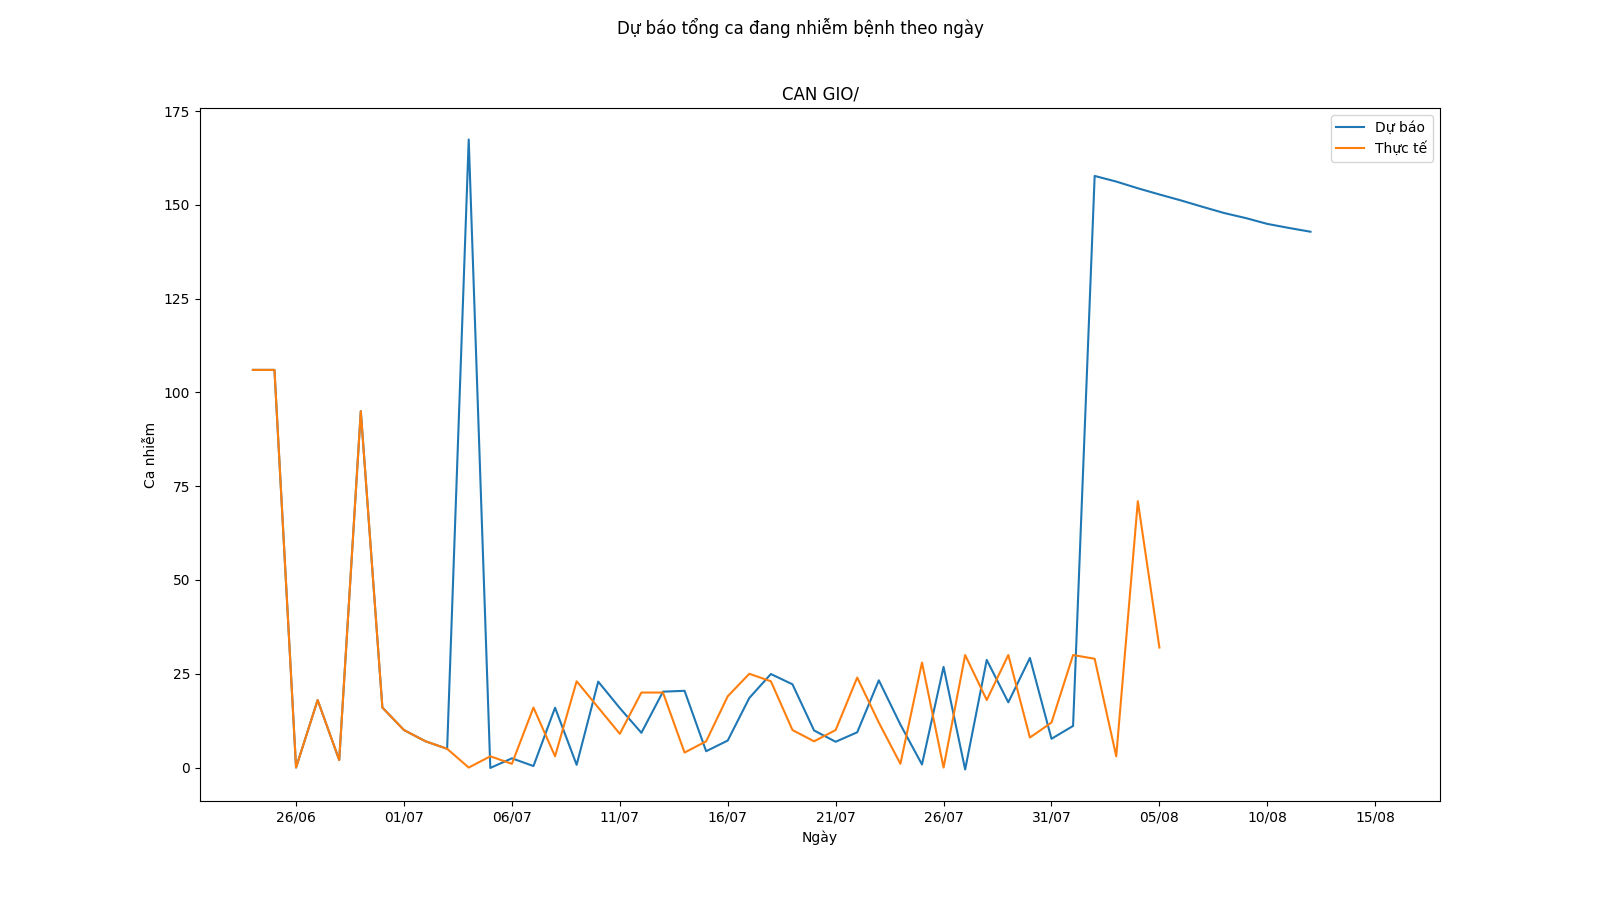 Dự báo tổng ca đang nhiễm bệnh theo ngày
CAN GIO/
175
150
125
100
75
50
25
0
Ca nhiễm
Dự báo
Thực tế
26/06 01/07 06/07 11/07 16/07 21/07 26/07 31/07 05/08 10/08 15/08
Ngày